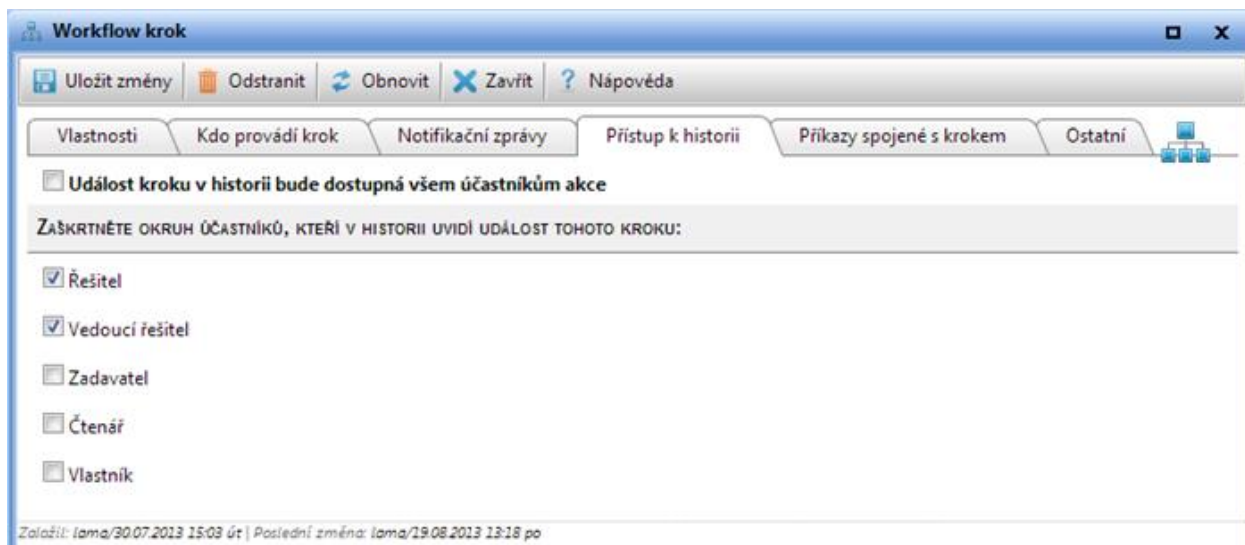 Workflow krok
Uložit změny Odstranit Obnovit Zavřít Nápověda
Vlastnosti Kdo provádí krok Notifikační zprávy Přístup k historii Příkazy spojené s krokem Ostatní
Událost kroku v historii bude dostupná všem účastníkům akce
ZAŠKRTNĚTE OKRUH ÚČASTNÍKŮ, KTEŘÍ V HISTORII UVIDÍ UDÁLOST TOHOTO KROKU:
Řešitel
Vedoucí řešitel
Zadavatel
Čtenář
Vlastník
Založil: lama/30.07.2013 15:03 út | Poslední změna: lama/19.08.2013 13:18 po